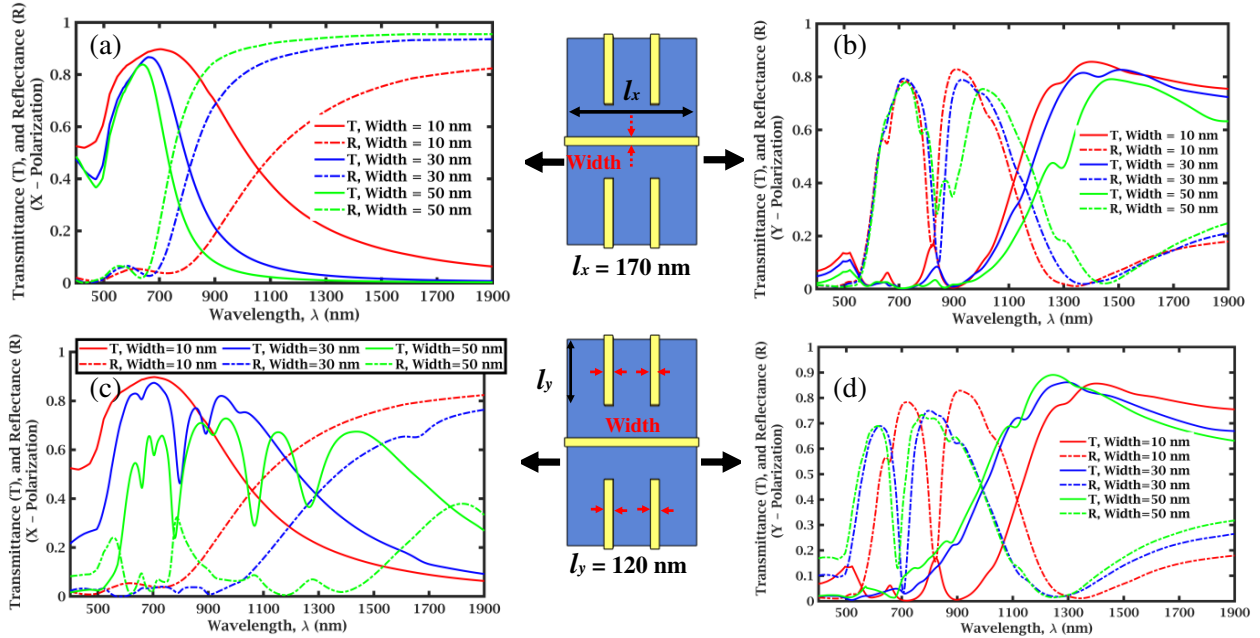 Transmittance (T), and Reflectance (R)
(X – Polarization)
1
0.8
0.6
0.4
0.2
0
(a)
T, Width = 10 nm
R, Width = 10 nm
T, Width = 30 nm
R, Width = 30 nm
T, Width = 50 nm
R, Width = 50 nm
500 700 900 1100 1300 1500 1700 1900
Wavelength, λ (nm)
lx
Width
lx = 170 nm
Transmittance (T), and Reflectance (R)
(Y – Polarization)
1
0.8
0.6
0.4
0.2
0
(b)
T, Width = 10 nm
R, Width = 10 nm
T, Width = 30 nm
R, Width = 30 nm
T, Width = 50 nm
R, Width = 50 nm
500 700 900 1100 1300 1500 1700 1900
Wavelength, λ (nm)
Transmittance (T), and Reflectance (R)
(X – Polarization)
1
0.8
0.6
0.4
0.2
0
T, Width=10 nm T, Width=30 nm T, Width=50 nm
R, Width=10 nm R, Width=30 nm R, Width=50 nm
(c)
500 700 900 1100 1300 1500 1700 1900
Wavelength, λ (nm)
ly
Width
ly = 120 nm
Transmittance (T), and Reflectance (R)
(Y – Polarization)
1
0.9
0.8
0.7
0.6
0.5
0.4
0.3
0.2
0.1
0
(d)
T, Width=10 nm
R, Width=10 nm
T, Width=30 nm
R, Width=30 nm
T, Width=50 nm
R, Width=50 nm
500 700 900 1100 1300 1500 1700 1900
Wavelength, λ (nm)